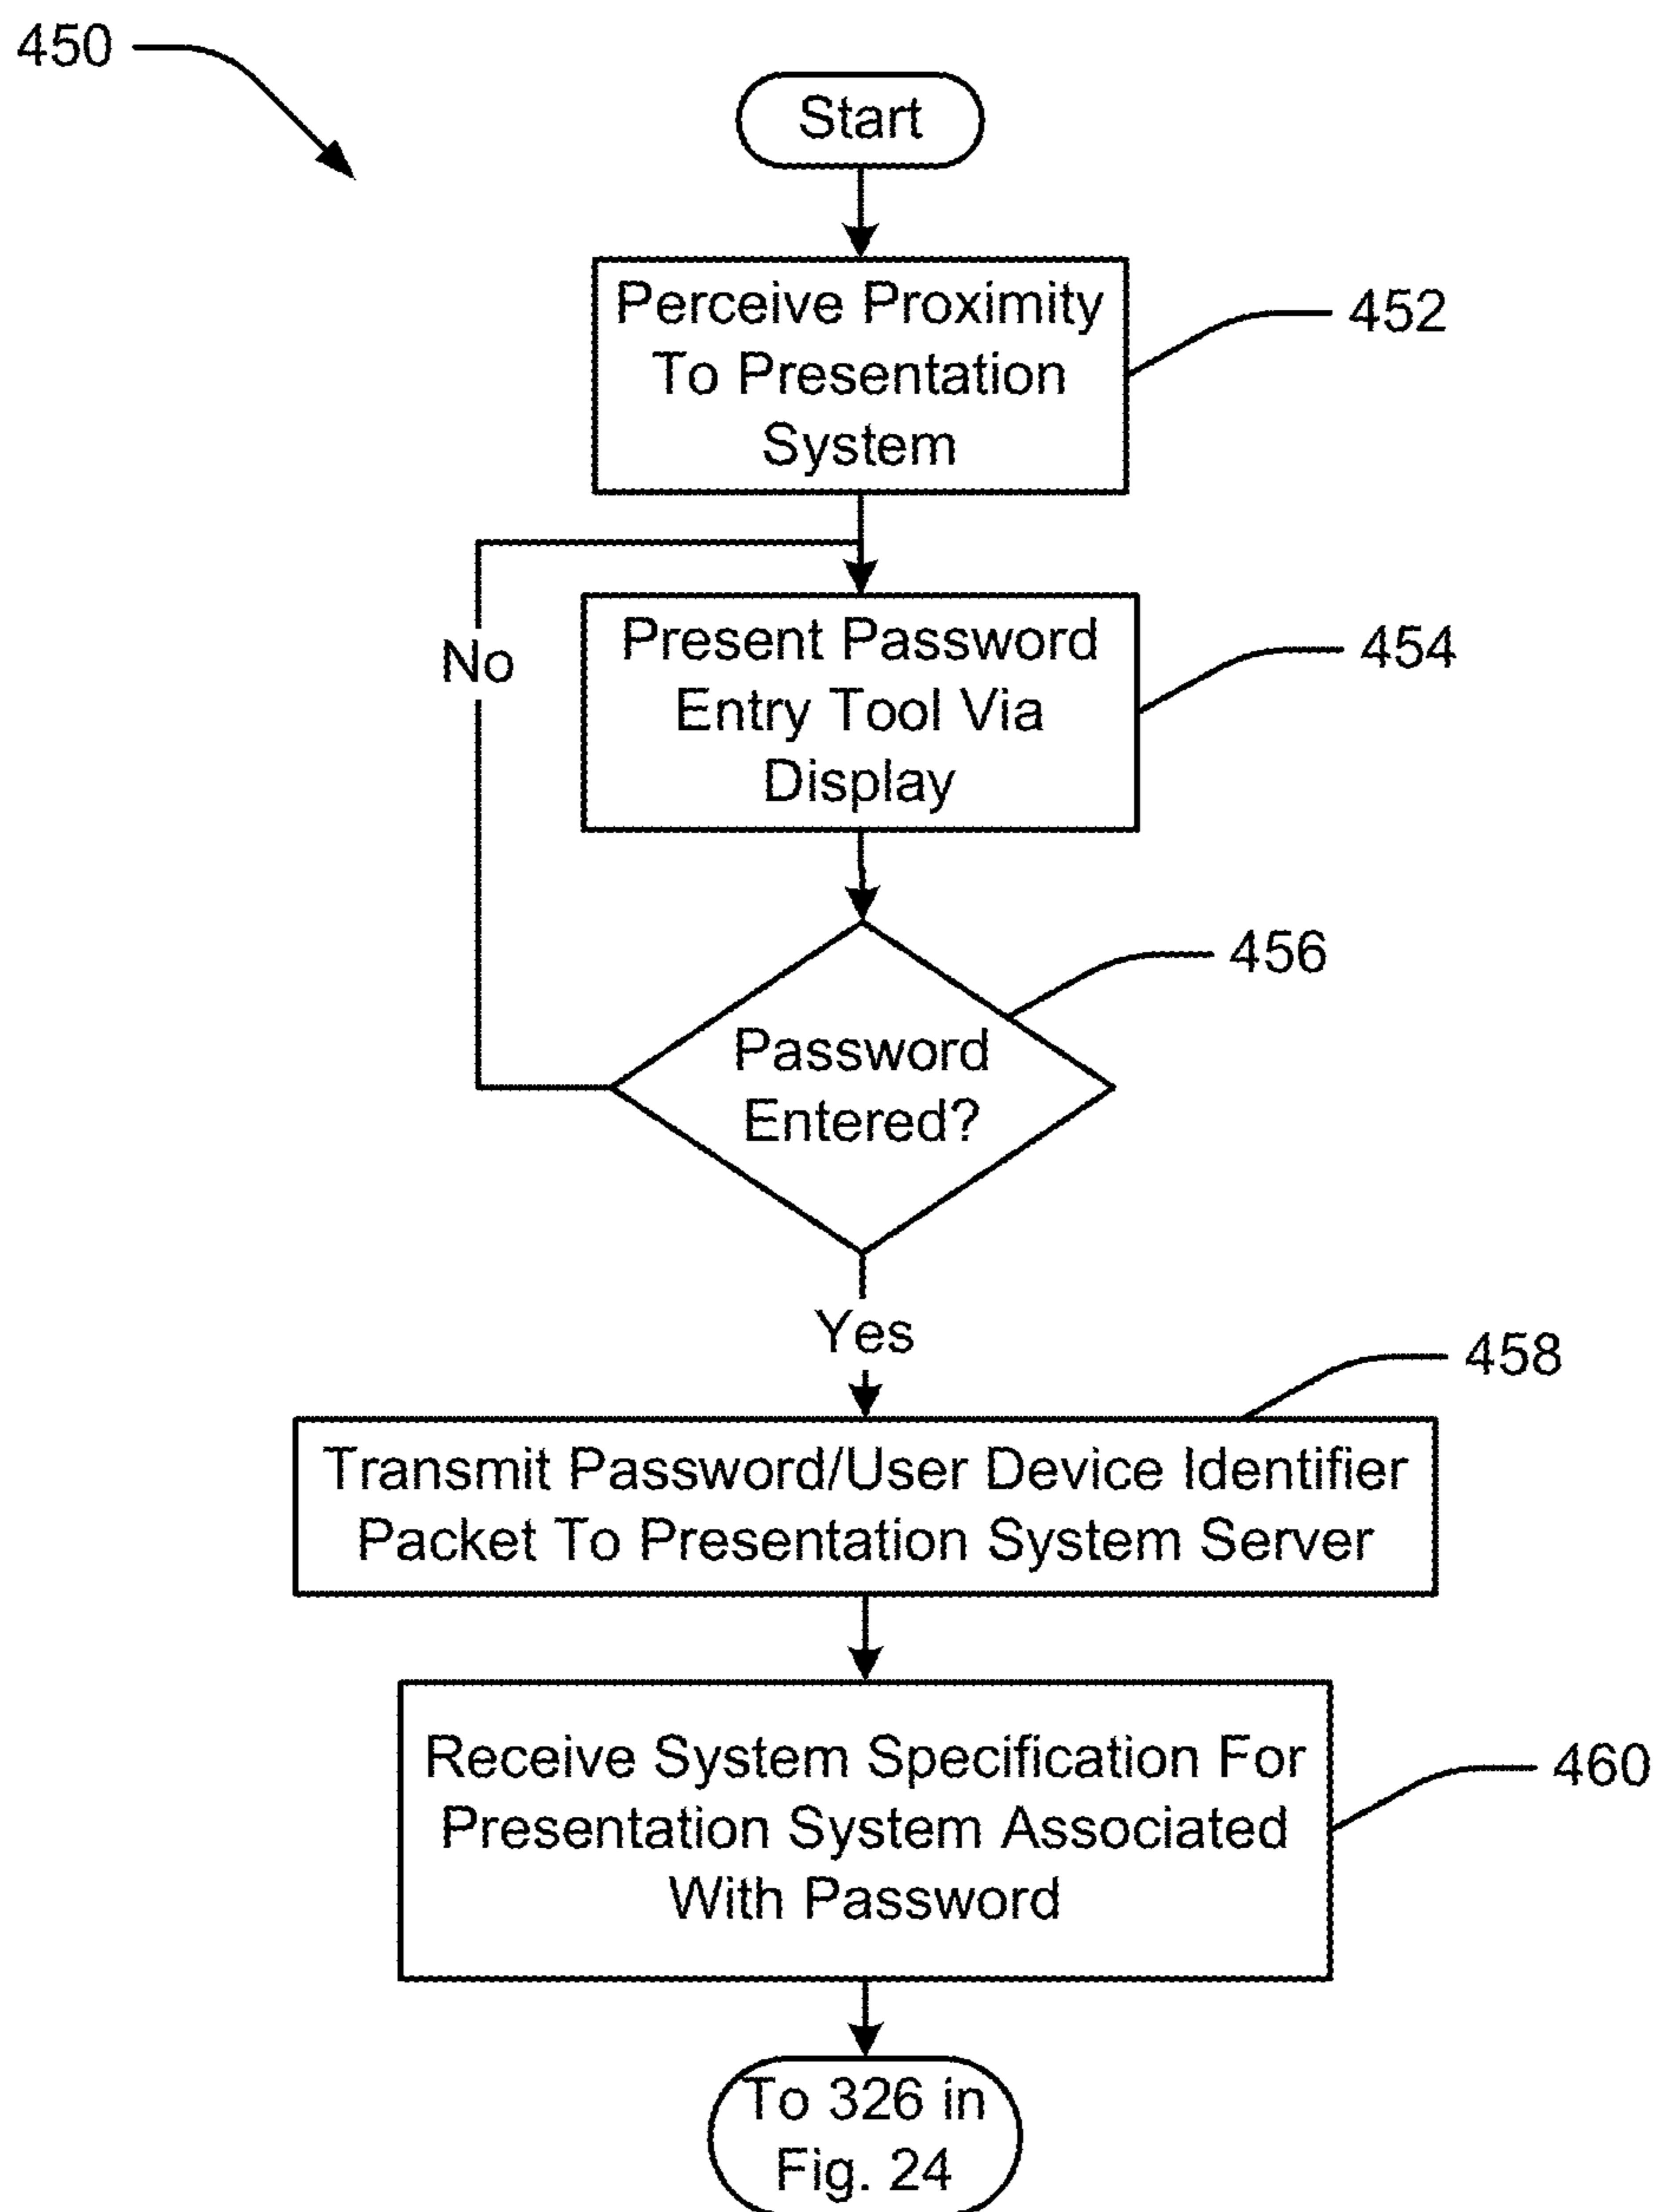 450
Start
Perceive Proximity
To Presentation
System
452
No
Present Password
Entry Tool Via
Display
454
456
Password
Entered?
Yes
458
Transmit Password/User Device Identifier
Packet To Presentation System Server
Receive System Specification For
Presentation System Associated
With Password
460
To 326 in
Fig. 24